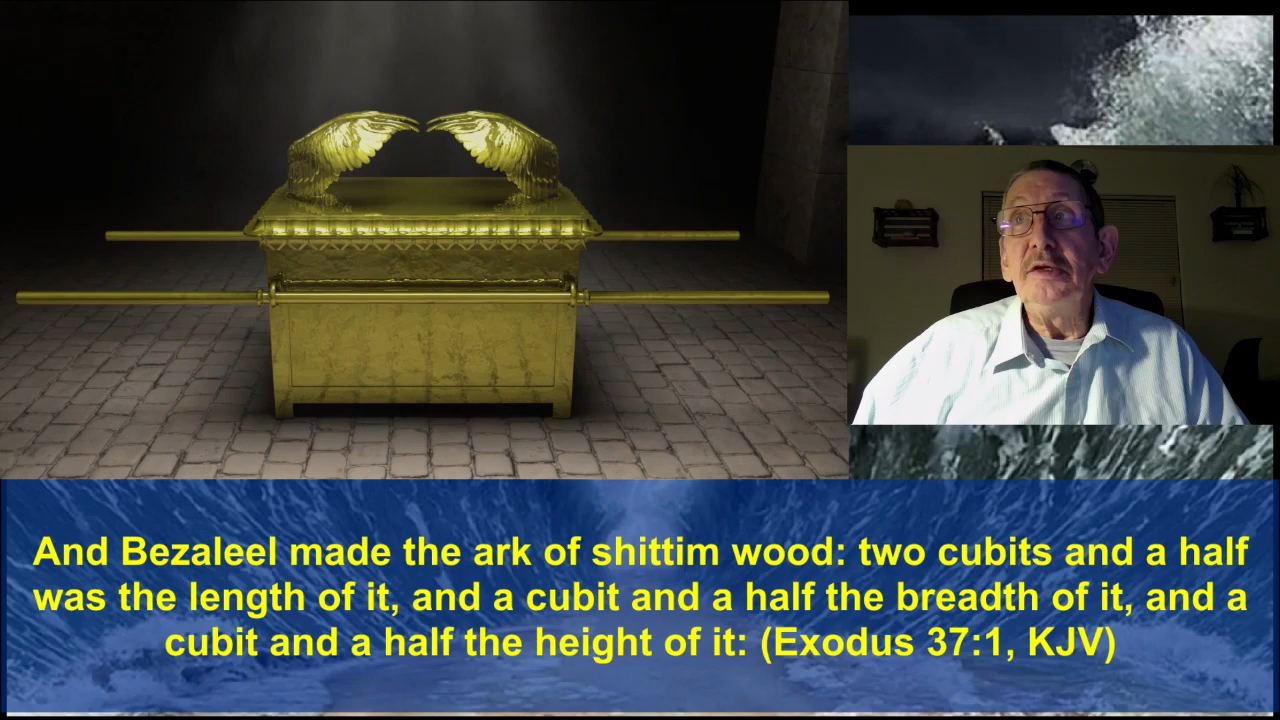 And Bezaleel made the ark of shittim wood: two cubits and a half
was the length of it, and a cubit and a half the breadth of it, and a
cubit and a half the height of it: (Exodus 37:1, KJV)